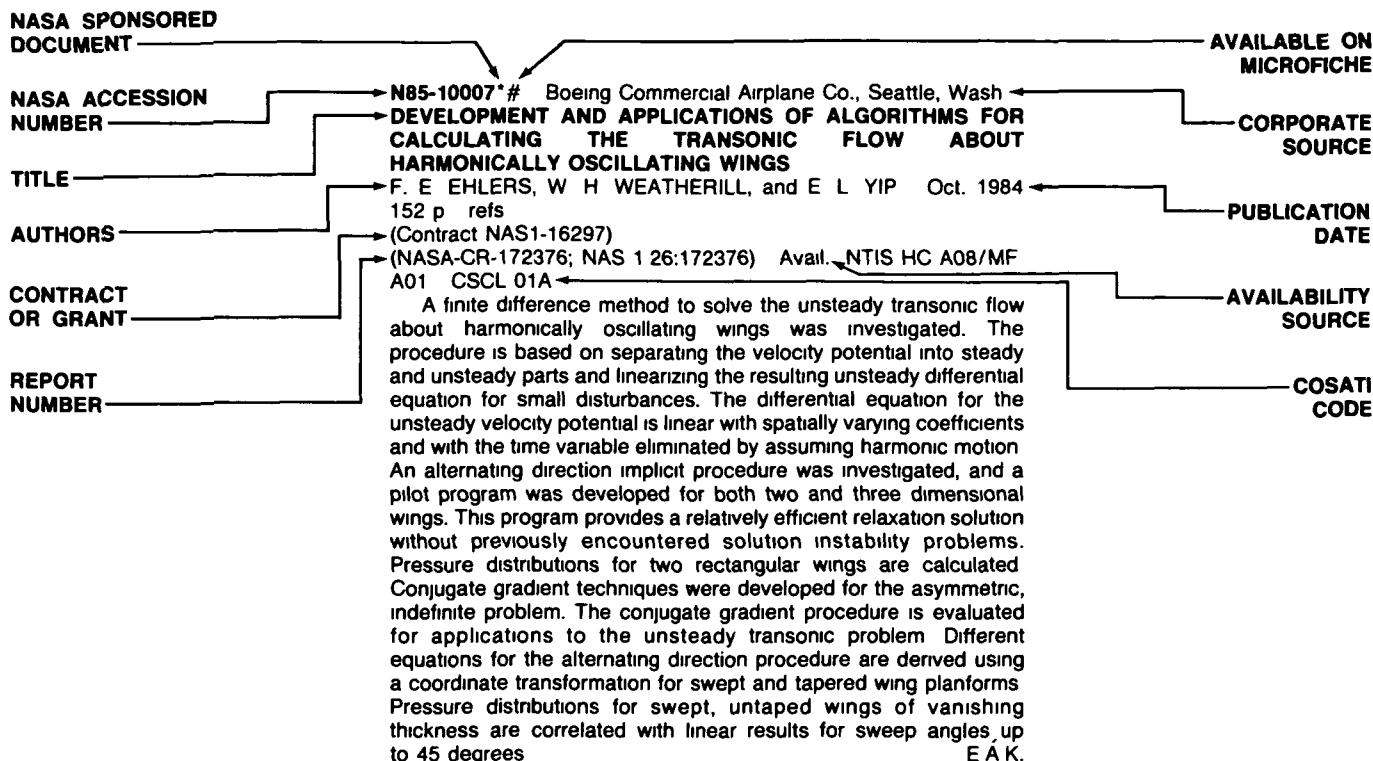 NASA SPONSORED
DOCUMENT
AVAILABLE ON
MICROFICHE
NASA ACCESSION
NUMBER
N85-10007*# Boeing Commercial Airplane Co., Seattle, Wash
CORPORATE
SOURCE
TITLE
DEVELOPMENT AND APPLICATIONS OF ALGORITHMS FOR
CALCULATING THE TRANSONIC FLOW ABOUT
HARMONICALLY OSCILLATING WINGS
AUTHORS
F. E EHLERS, W H WEATHERILL, and E L YIP Oct. 1984
152 p refs
PUBLICATION
DATE
CONTRACT
OR GRANT
(Contract NAS1-16297)
REPORT
NUMBER
(NASA-CR-172376; NAS 1 26:172376) Avail. NTIS HC A08/MF
A01 CSCL 01A
AVAILABILITY
SOURCE
COSATI
CODE
A finite difference method to solve the unsteady transonic flow
about harmonically oscillating wings was investigated. The
procedure is based on separating the velocity potential into steady
and unsteady parts and linearizing the resulting unsteady differential
equation for small disturbances. The differential equation for the
unsteady velocity potential is linear with spatially varying coefficients
and with the time variable eliminated by assuming harmonic motion
An alternating direction implicit procedure was investigated, and a
pilot program was developed for both two and three dimensional
wings. This program provides a relatively efficient relaxation solution
without previously encountered solution instability problems.
Pressure distributions for two rectangular wings are calculated
Conjugate gradient techniques were developed for the asymmetric,
indefinite problem. The conjugate gradient procedure is evaluated
for applications to the unsteady transonic problem Different
equations for the alternating direction procedure are derived using
a coordinate transformation for swept and tapered wing planforms
Pressure distributions for swept, untaped wings of vanishing
thickness are correlated with linear results for sweep angles up
to 45 degrees E A K.